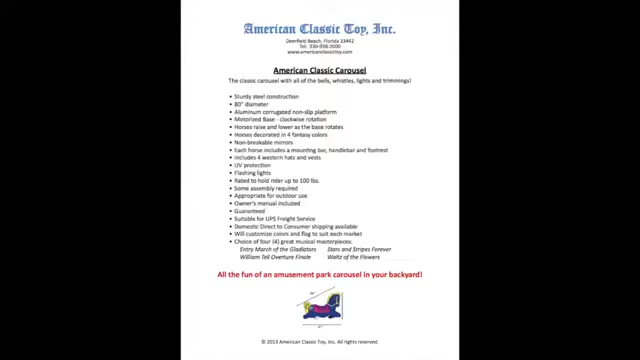 American Classic Toy, Inc.
Deerfield Beach, Florida 33442
Tel: 330-936-2000
www.americanclassictoy.com
American Classic Carousel
The classic carousel with all of the bells, whistles, lights and trimmings!
• Sturdy steel construction
• 80" diameter
• Aluminum corrugated non-slip platform
• Motorized Base - clockwise rotation
• Horses raise and lower as the base rotates
• Horses decorated in 4 fantasy colors
• Non-breakable mirrors
• Each horse includes a mounting bar, handlebar and footrest
• Includes 4 western hats and vests
• UV protection
• Flashing lights
• Rated to hold rider up to 100 lbs.
• Some assembly required
• Appropriate for outdoor use
• Owner's manual included
• Guaranteed
• Suitable for UPS Freight Service
• Domestic Direct to Consumer shipping available
• Will customize colors and flag to suit each market
• Choice of four (4) great musical masterpieces:
Entry March of the Gladiators Stars and Stripes Forever
William Tell Overture Finale Waltz of the Flowers
All the fun of an amusement park carousel in your backyard!
© 2013 American Classic Toy, Inc. All rights reserved.